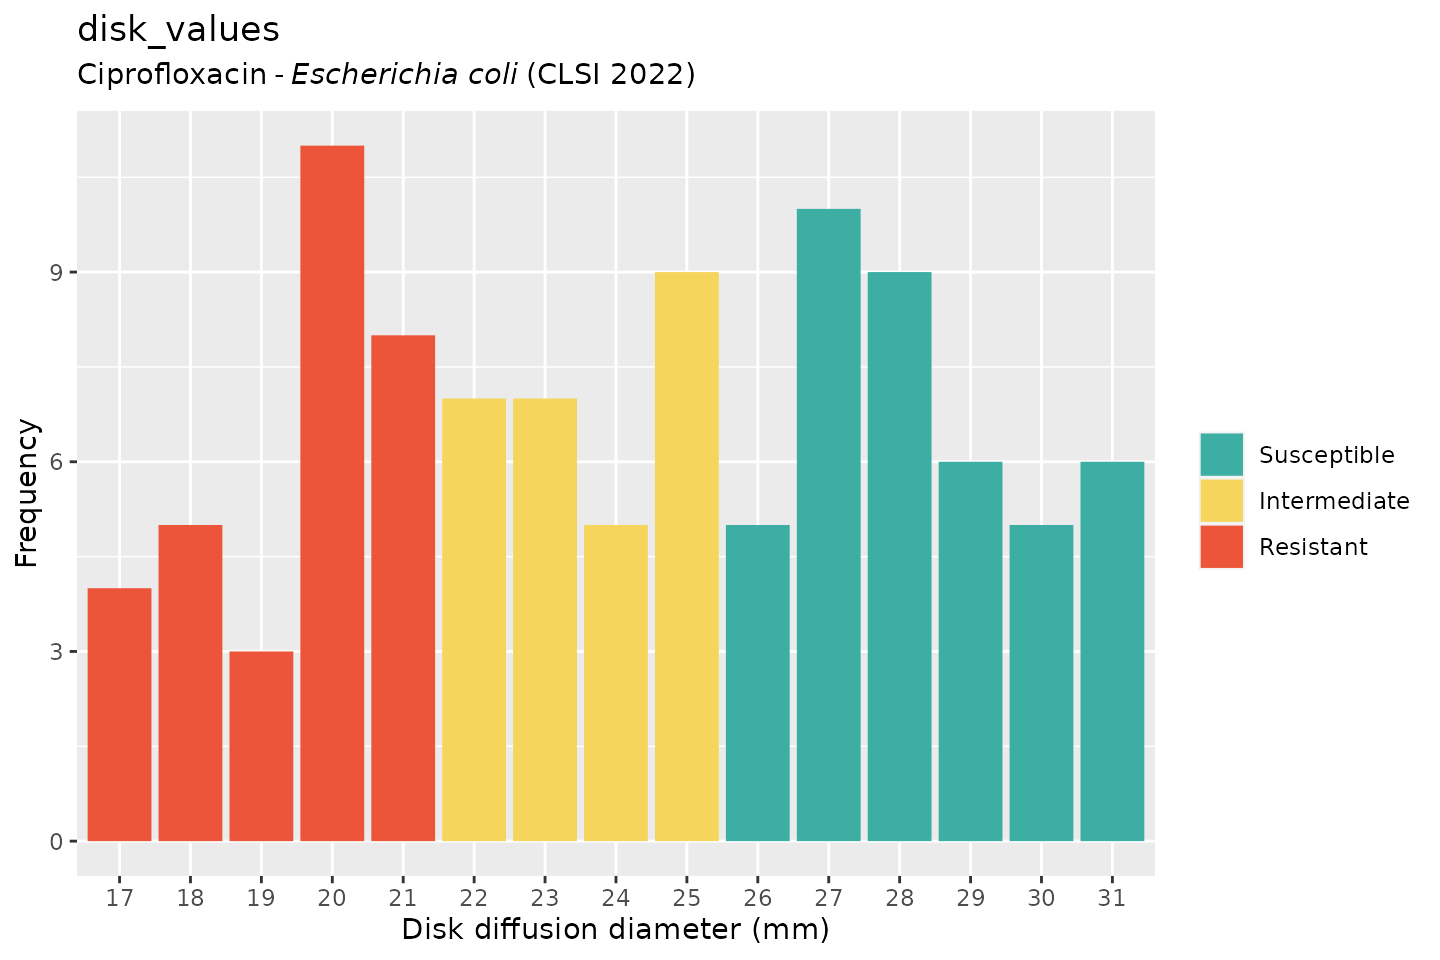 disk_values
Ciprofloxacin - Escherichia coli (CLSI 2022)
Frequency
9
6
3
0
17 18 19 20 21 22 23 24 25 26 27 28 29 30 31
Disk diffusion diameter (mm)
Susceptible
Intermediate
Resistant